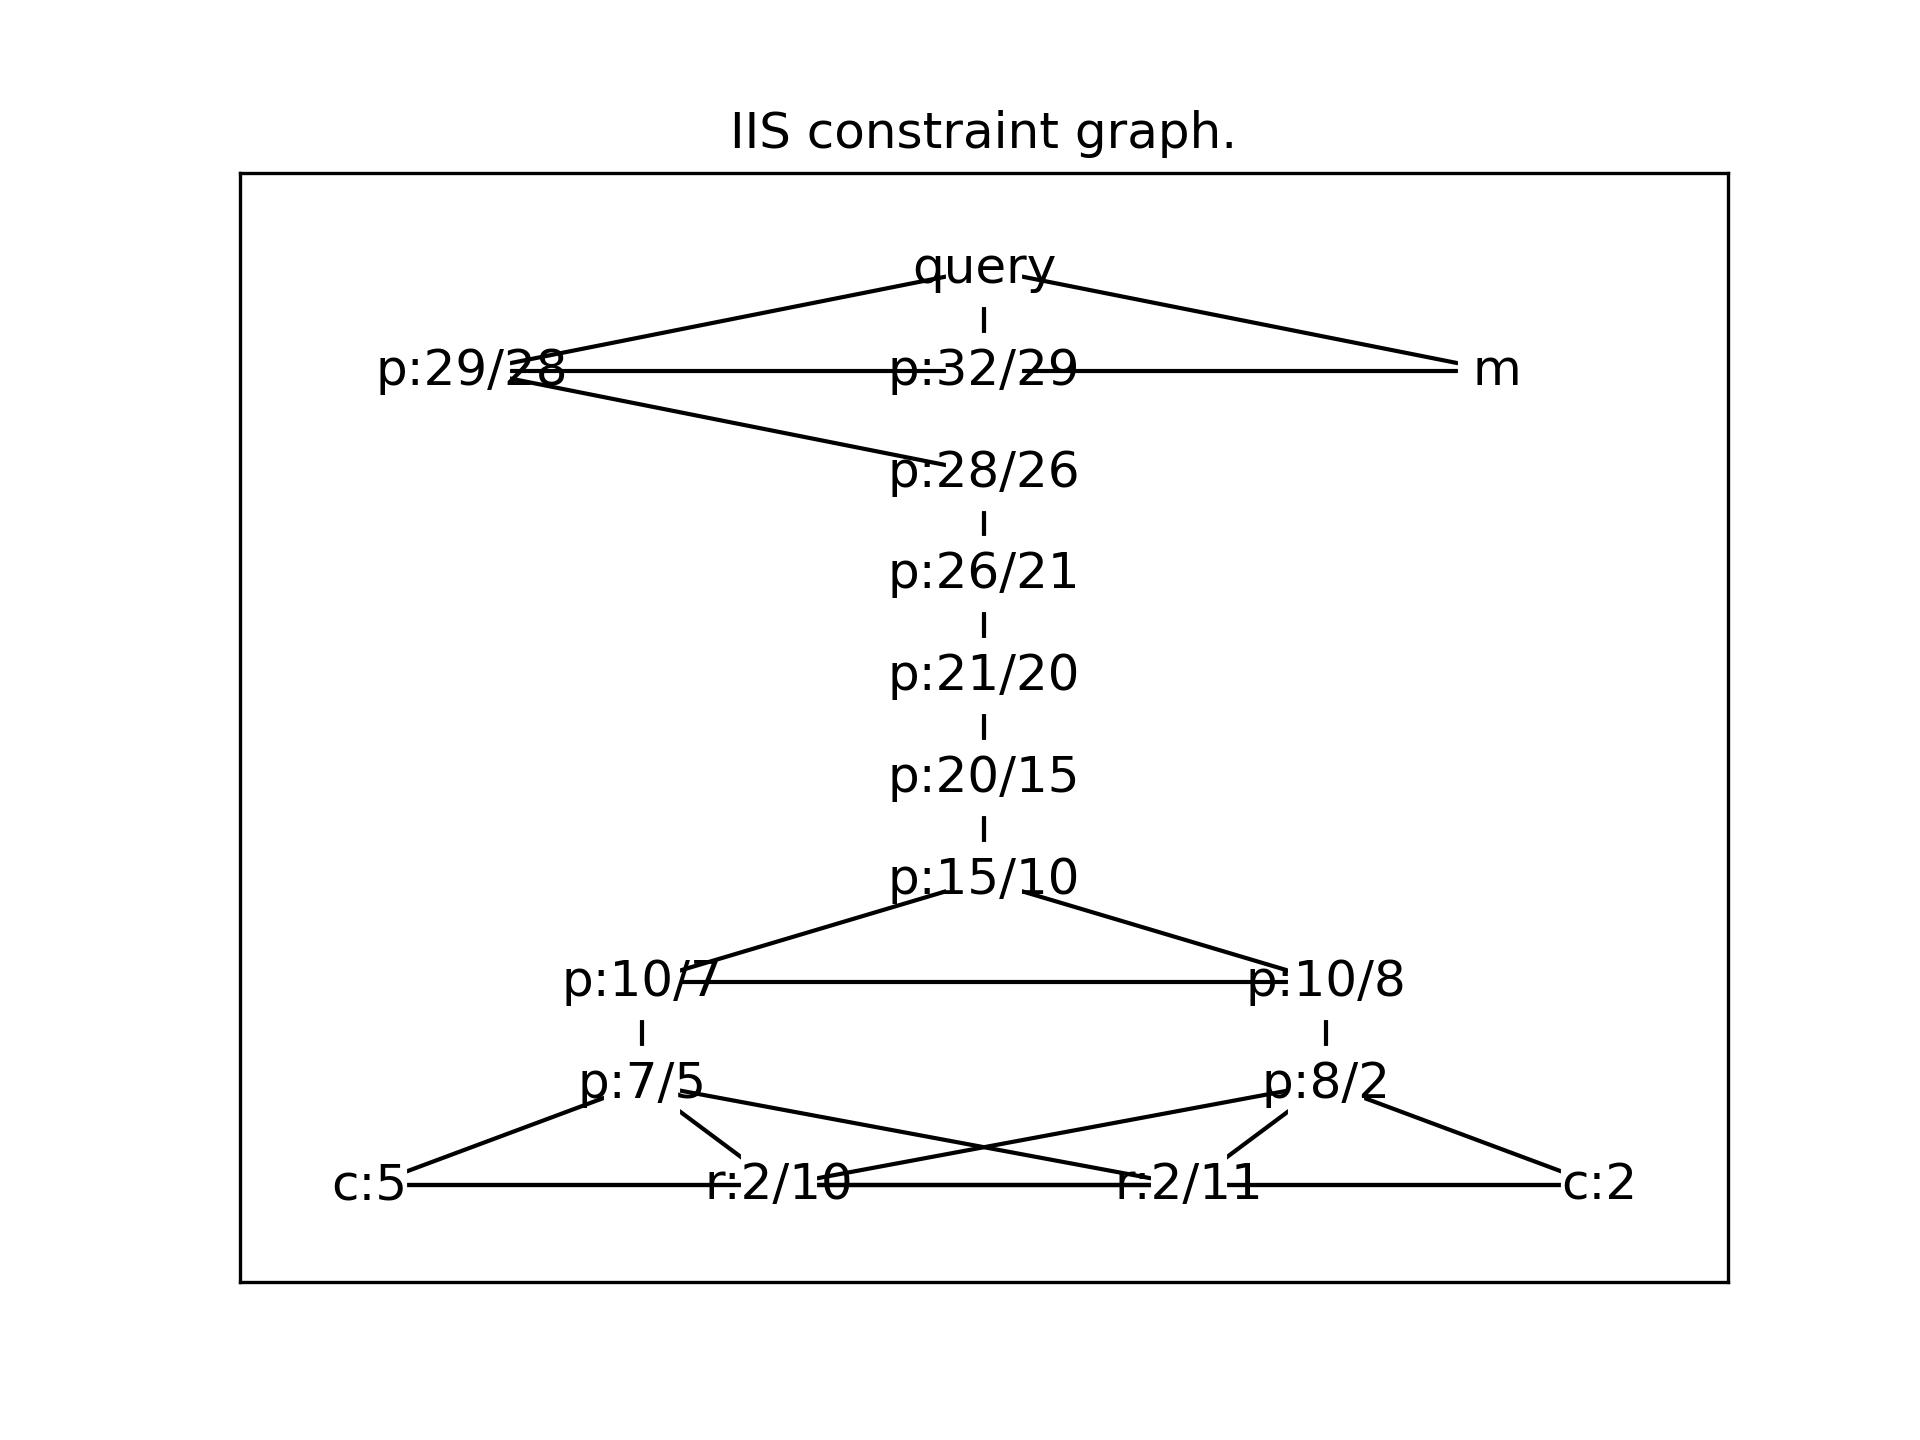 IIS constraint graph.
query
p:29/28 p:32/29 m
p:28/26
p:26/21
p:21/20
p:20/15
p:15/10
p:10/7 p:10/8
p:7/5 p:8/2
c:5 r:2/10 r:2/11 c:2